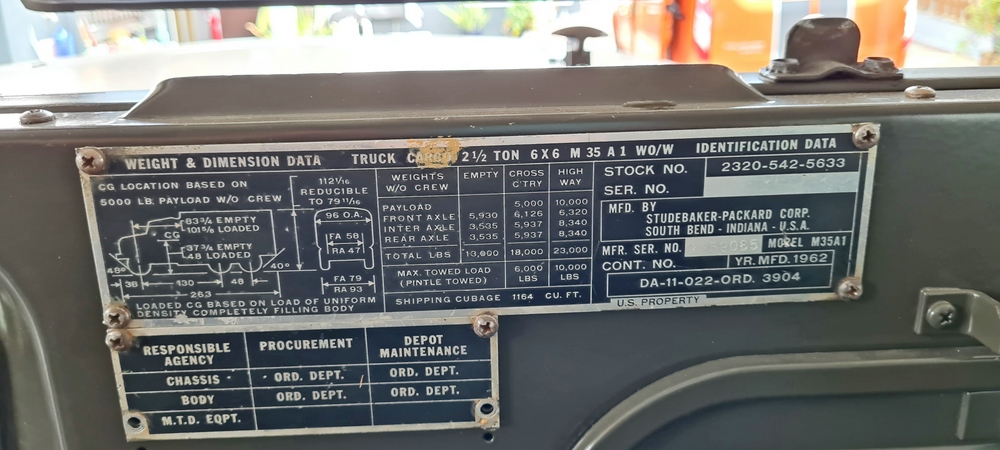 WEIGHT & DIMENSION DATA TRUCK CARGO 2½ TON 6X6 M 35 A 1 WO/W IDENTIFICATION DATA
CG LOCATION BASED ON
5000 LB. PAYLOAD W/O CREW
83¾ EMPTY
101⅝ LOADED
CG
37¾ EMPTY
48 LOADED
48° 40°
38 130 48
263
LOADED CG BASED ON LOAD OF UNIFORM
DENSITY COMPLETELY FILLING BODY
112 1/16
REDUCIBLE
TO 79 11/16
96 O.A.
FA 58
RA 47
FA 79
RA 93
WEIGHTS W/O CREW EMPTY CROSS C'TRY HIGH WAY
PAYLOAD 5,000 10,000
FRONT AXLE 5,930 6,126 6,320
INTER AXLE 3,535 5,937 8,340
REAR AXLE 3,535 5,937 8,340
TOTAL LBS 13,000 18,000 23,000
MAX. TOWED LOAD (PINTLE TOWED) 6,000 LBS 10,000 LBS
SHIPPING CUBAGE 1164 CU. FT.
STOCK NO. 2320-542-5633
SER. NO.
MFD. BY
STUDEBAKER-PACKARD CORP.
SOUTH BEND - INDIANA - U.S.A.
MFR. SER. NO. MODEL M35A1
CONT. NO. YR. MFD. 1962
DA-11-022-ORD. 3904
U.S. PROPERTY
RESPONSIBLE AGENCY PROCUREMENT DEPOT MAINTENANCE
CHASSIS ORD. DEPT. ORD. DEPT.
BODY ORD. DEPT. ORD. DEPT.
M.T.D. EQPT.